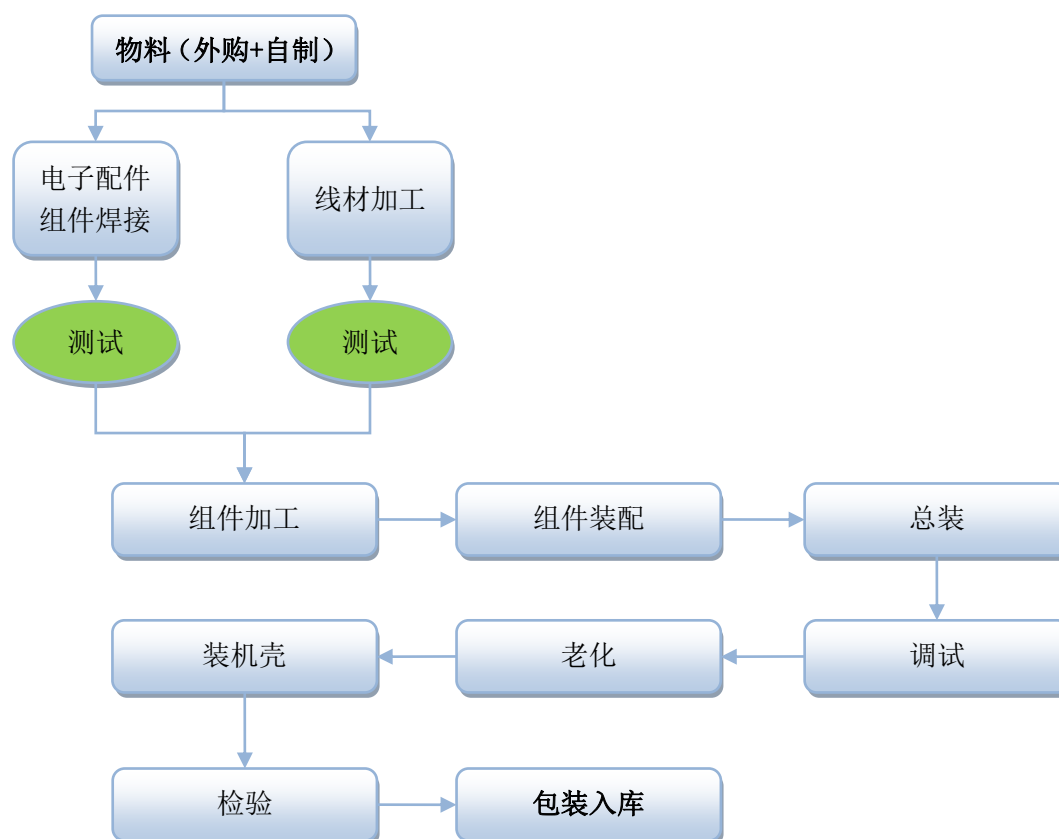 物料（外购+自制）
电子配件
组件焊接
线材加工
测试
测试
组件加工
组件装配
总装
调试
老化
装机壳
检验
包装入库